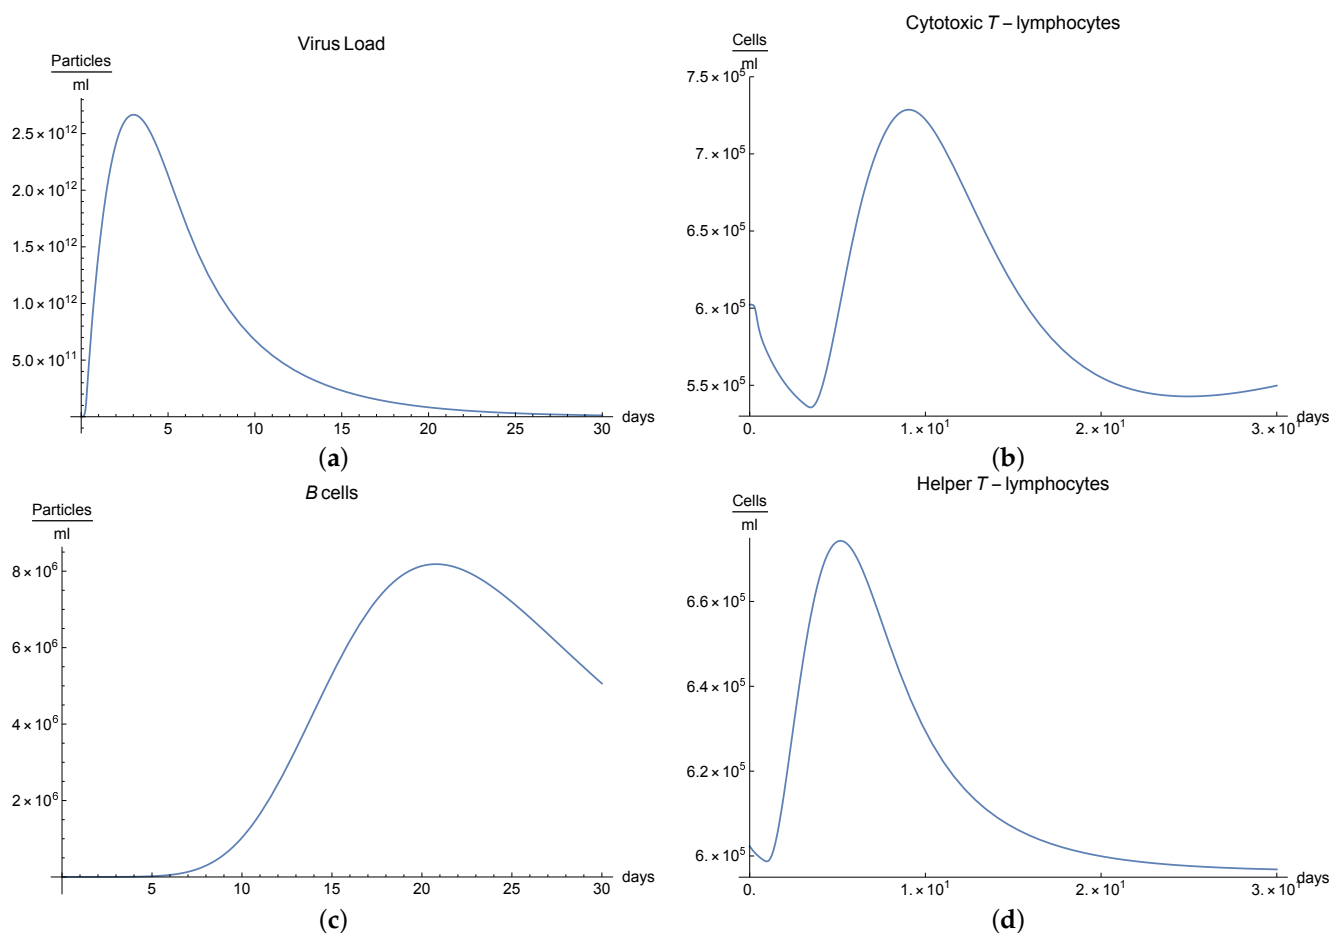 Virus Load
Particles
ml
2.5 × 10^12
2.0 × 10^12
1.5 × 10^12
1.0 × 10^12
5.0 × 10^11
5 10 15 20 25 30 days
(a)
Cytotoxic T – lymphocytes
Cells
ml
7.5 × 10^5
7. × 10^5
6.5 × 10^5
6. × 10^5
5.5 × 10^5
0. 1. × 10^1 2. × 10^1 3. × 10^1 days
(b)
B cells
Particles
ml
8 × 10^6
6 × 10^6
4 × 10^6
2 × 10^6
5 10 15 20 25 30 days
(c)
Helper T – lymphocytes
Cells
ml
6.6 × 10^5
6.4 × 10^5
6.2 × 10^5
6. × 10^5
0. 1. × 10^1 2. × 10^1 3. × 10^1 days
(d)